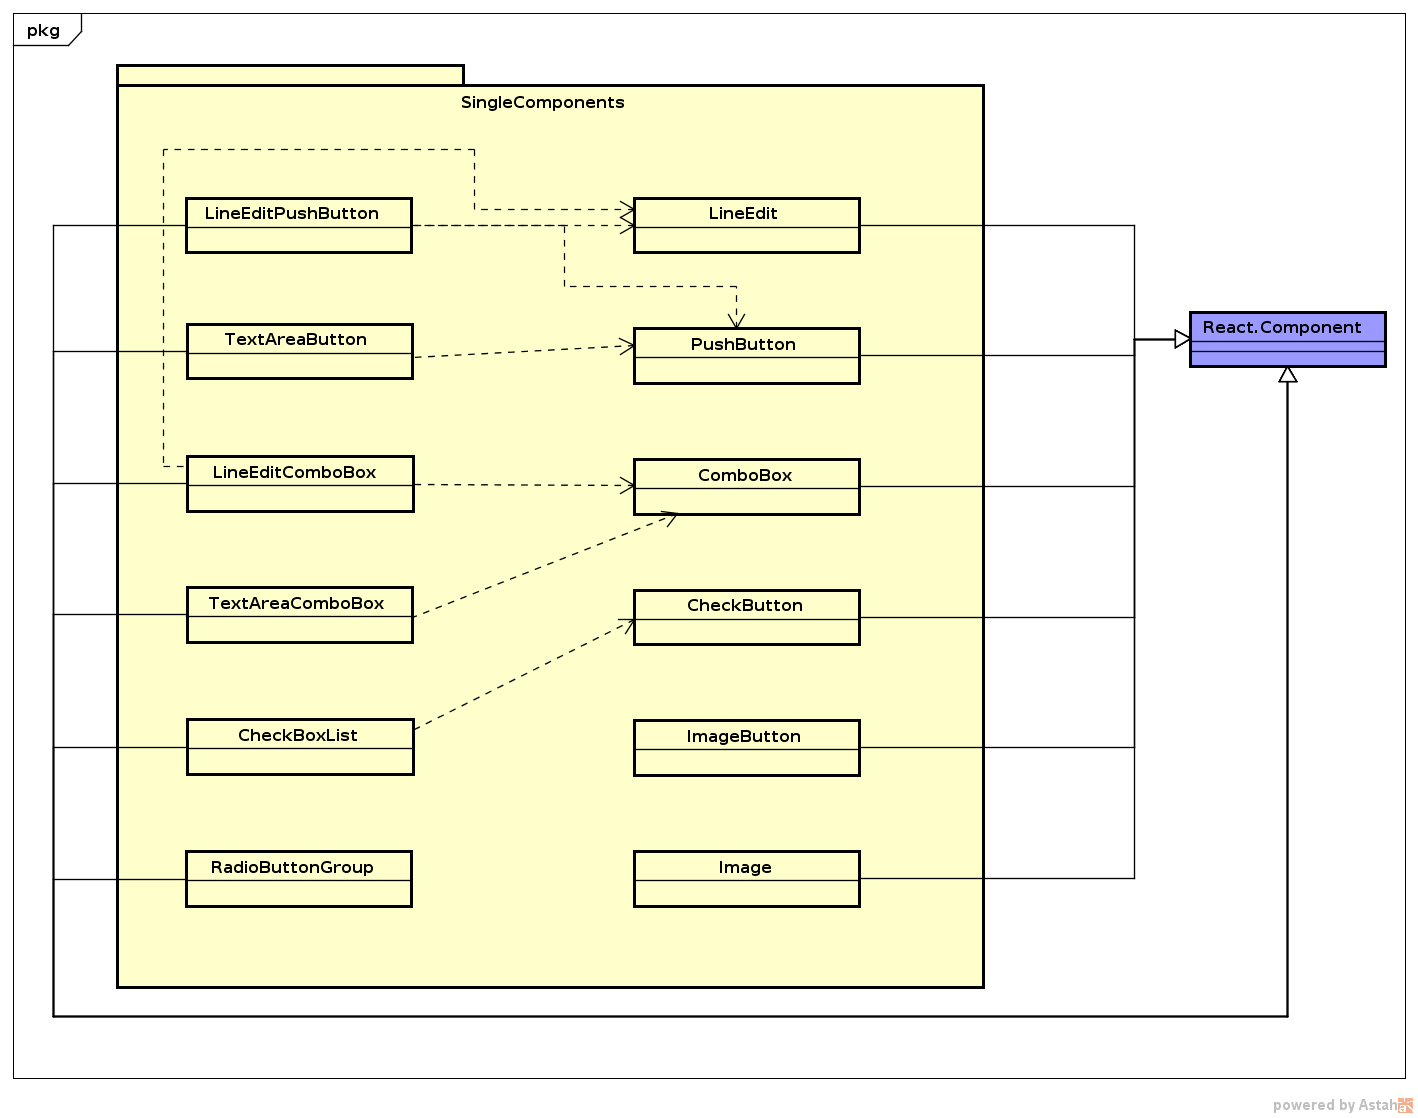 pkg
SingleComponents
LineEditPushButton
LineEdit
React.Component
TextAreaButton
PushButton
LineEditComboBox
ComboBox
TextAreaComboBox
CheckButton
CheckBoxList
ImageButton
RadioButtonGroup
Image
powered by Astah